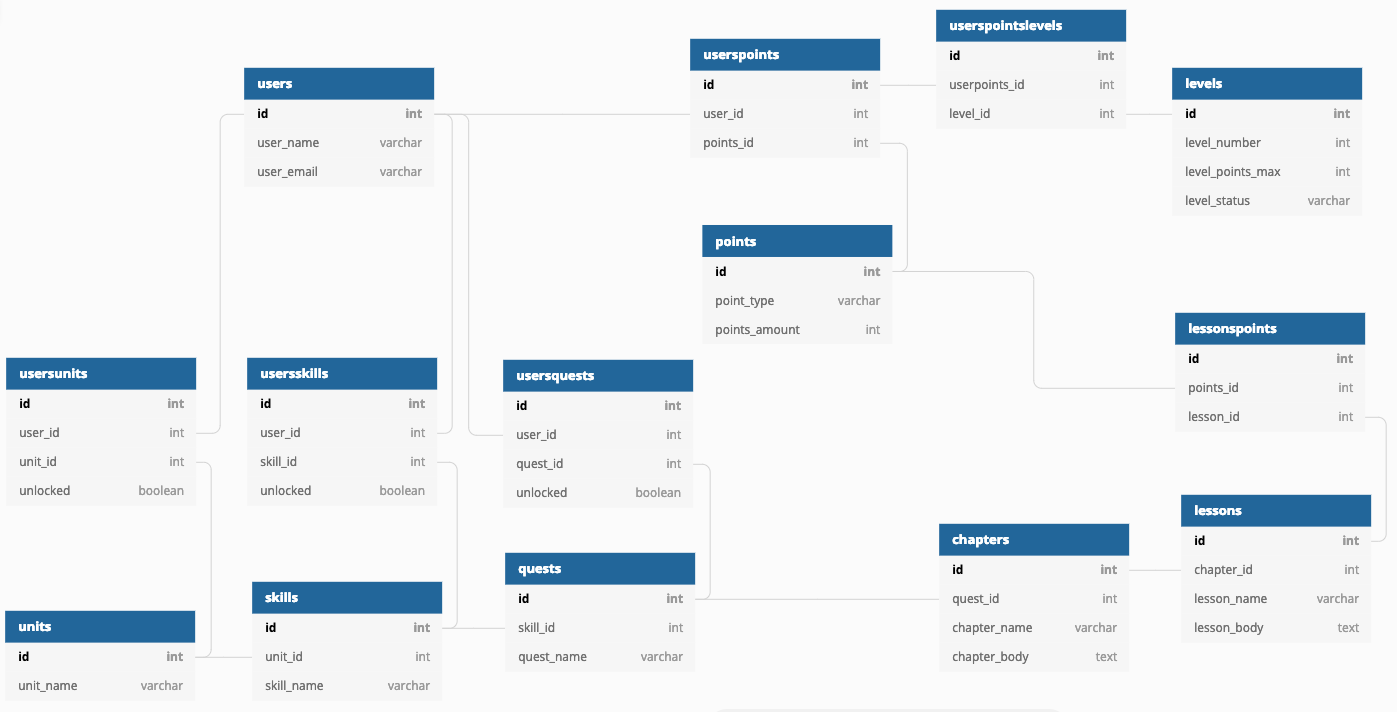 users
id int
user_name varchar
user_email varchar
userspoints
id int
user_id int
points_id int
userspointslevels
id int
userpoints_id int
level_id int
levels
id int
level_number int
level_points_max int
level_status varchar
points
id int
point_type varchar
points_amount int
lessonspoints
id int
points_id int
lesson_id int
usersunits
id int
user_id int
unit_id int
unlocked boolean
usersskills
id int
user_id int
skill_id int
unlocked boolean
usersquests
id int
user_id int
quest_id int
unlocked boolean
units
id int
unit_name varchar
skills
id int
unit_id int
skill_name varchar
quests
id int
skill_id int
quest_name varchar
chapters
id int
quest_id int
chapter_name varchar
chapter_body text
lessons
id int
chapter_id int
lesson_name varchar
lesson_body text